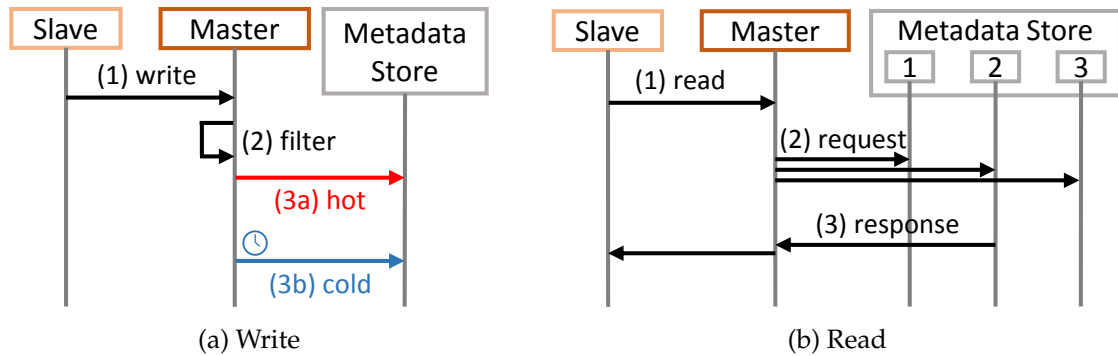 Slave
Master
Metadata
Store
(1) write
(2) filter
(3a) hot
(3b) cold
(a) Write
Slave
Master
Metadata Store
1 2 3
(1) read
(2) request
(3) response
(b) Read